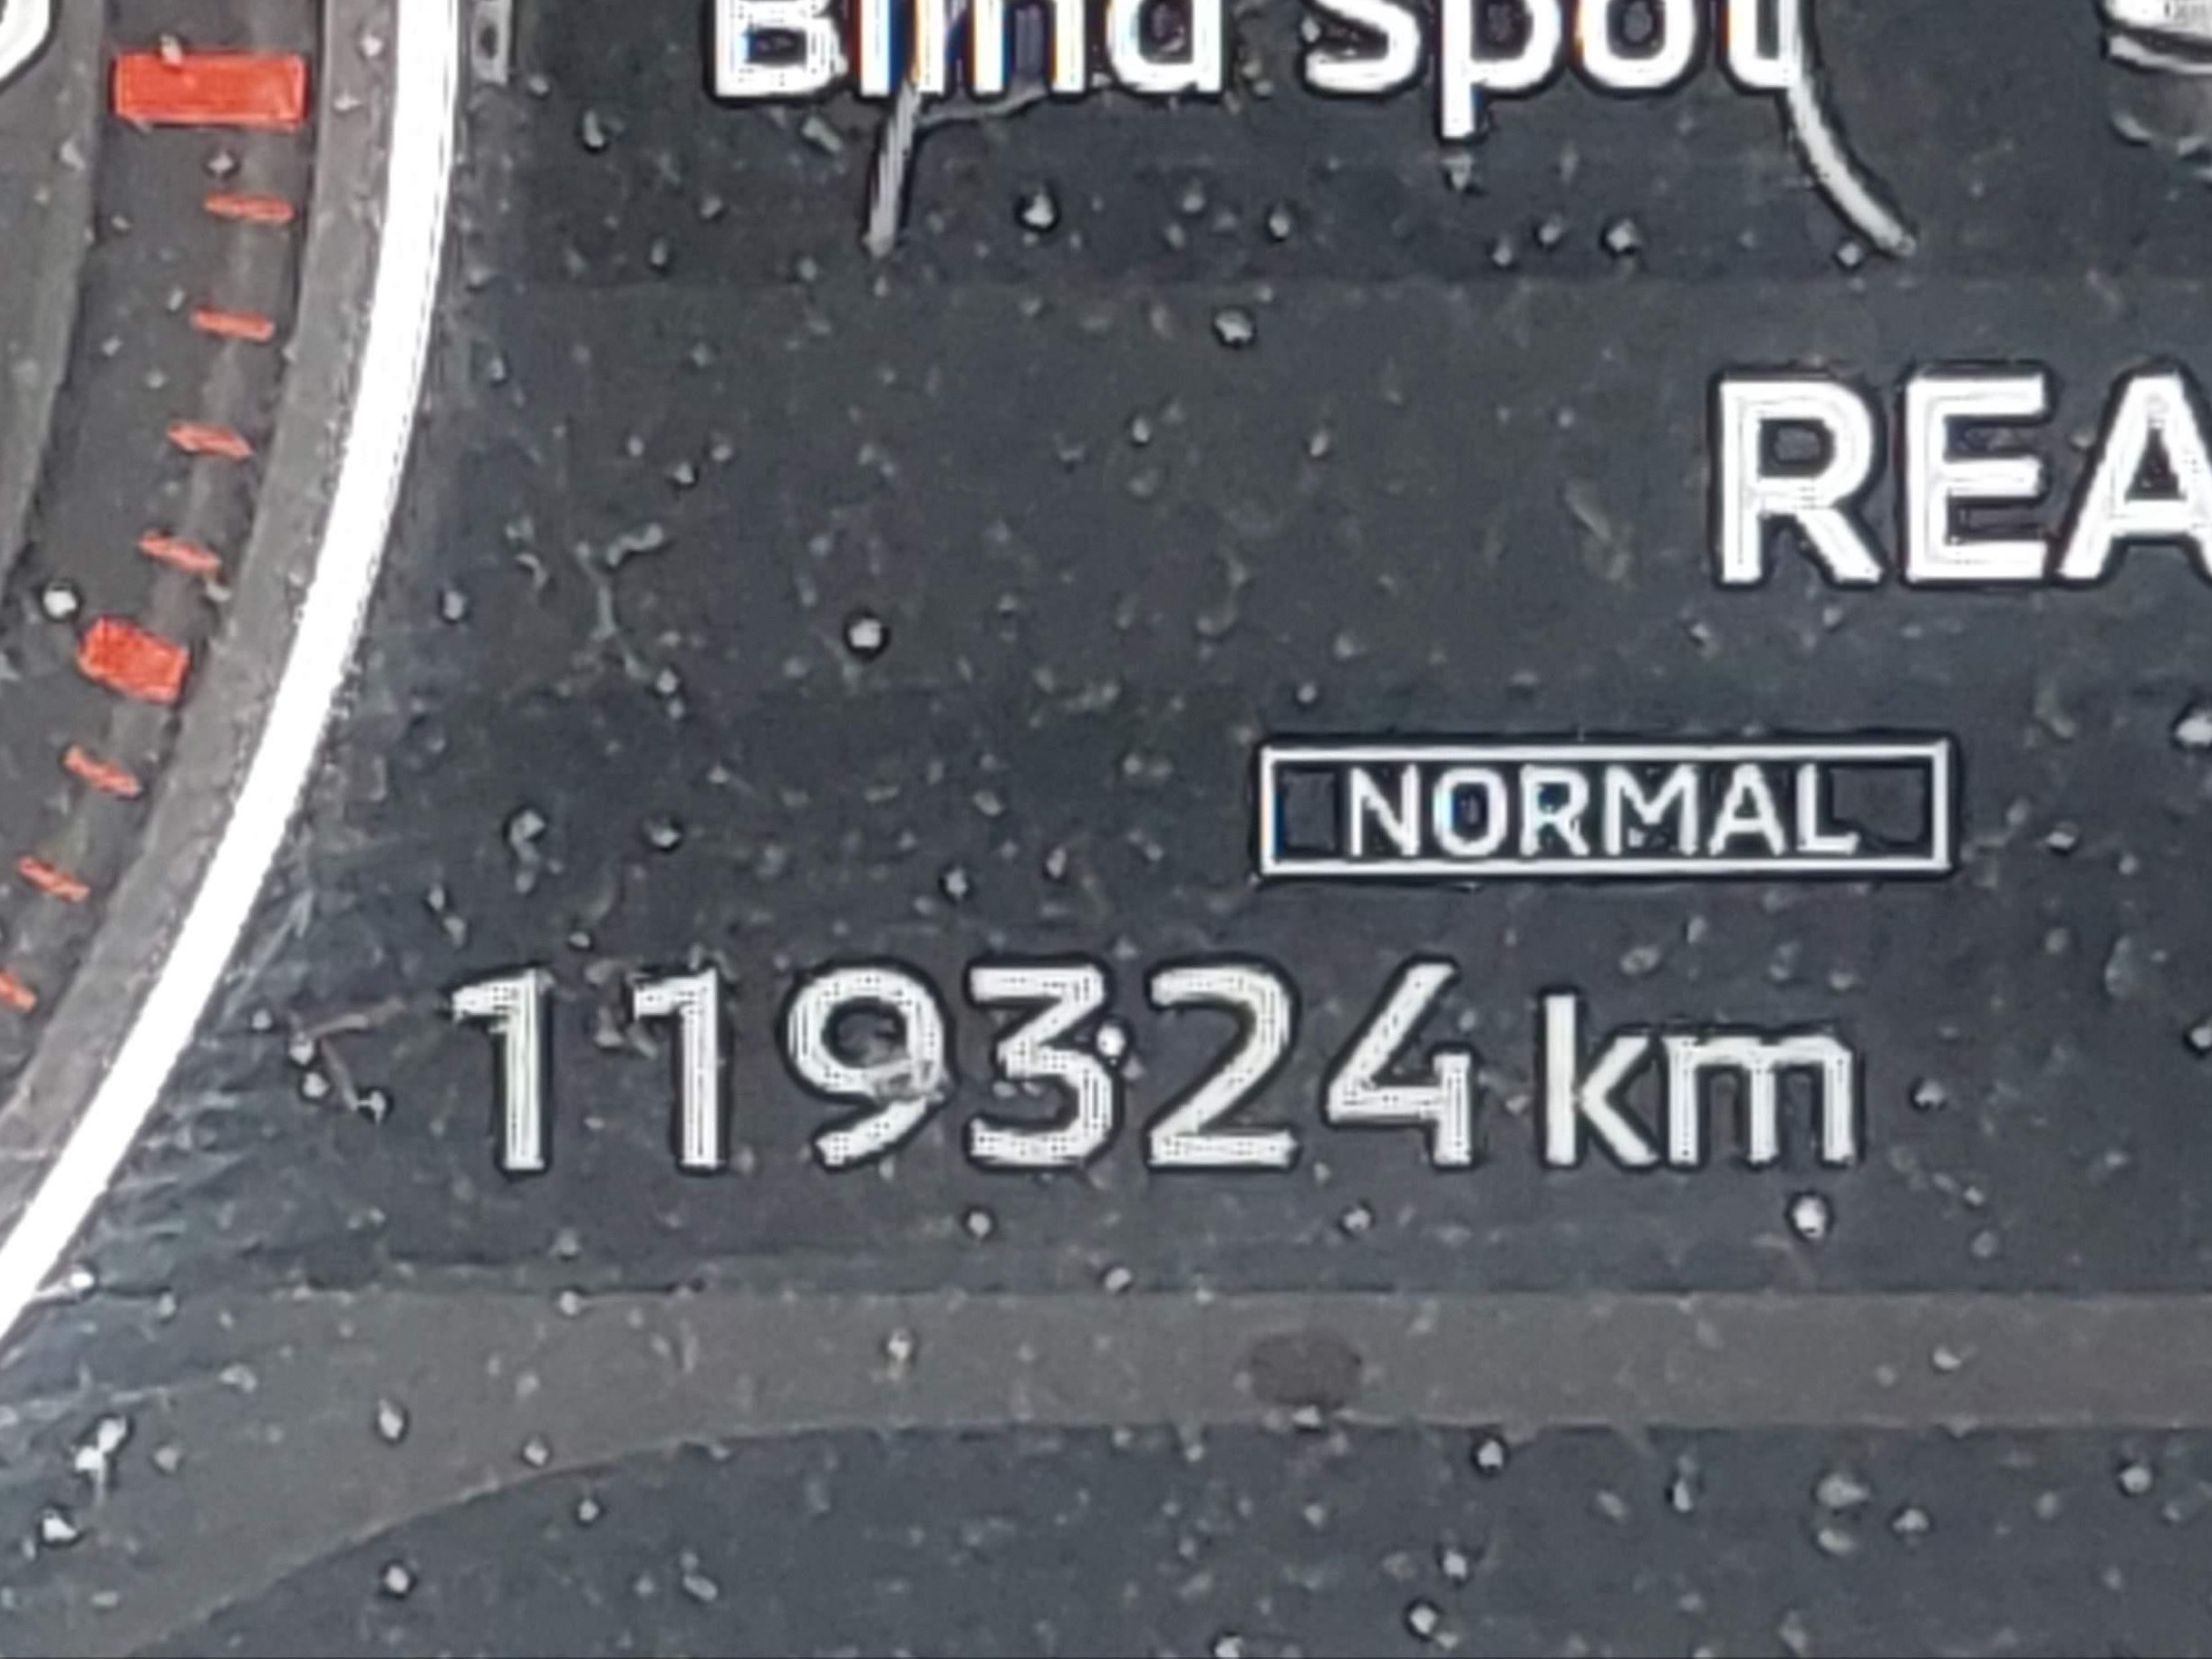 Blind spot
REA
NORMAL
119324 km